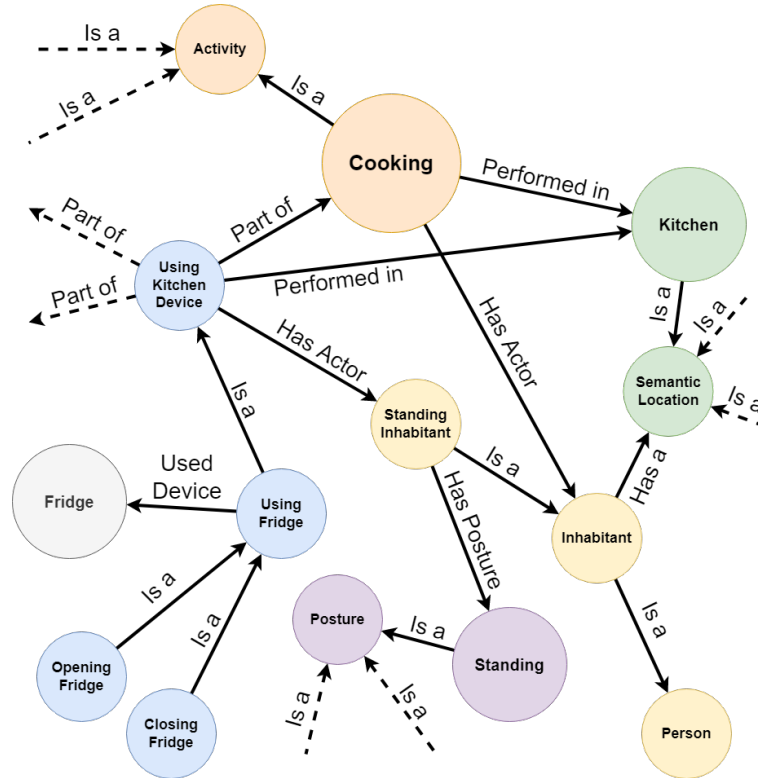 Is a
Activity
Is a
Is a
Cooking
Performed in
Part of
Part of
Kitchen
Using
Kitchen
Device
Performed in
Part of
Has Actor
Has Actor
Is a
Is a
Is a
Semantic
Location
Is a
Standing
Inhabitant
Is a
Has a
Used
Device
Fridge
Using
Fridge
Has Posture
Inhabitant
Is a
Is a
Posture
Is a
Standing
Is a
Opening
Fridge
Is a
Is a
Closing
Fridge
Person